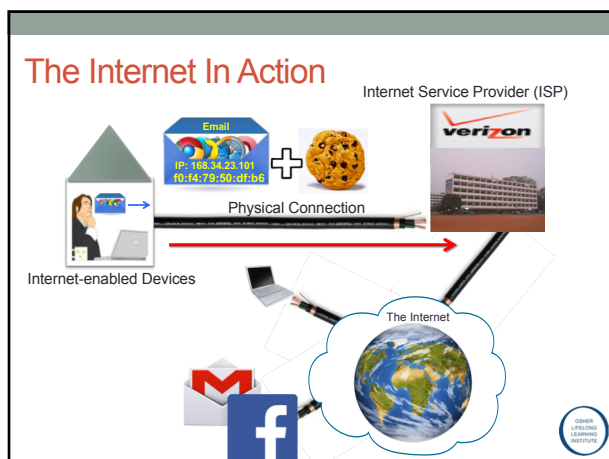 The Internet In Action
Internet Service Provider (ISP)
Email
IP: 168.34.23.101
f0:f4:79:50:df:b6
verizon
Physical Connection
Internet-enabled Devices
The Internet
OSHER
LIFELONG
LEARNING
INSTITUTE